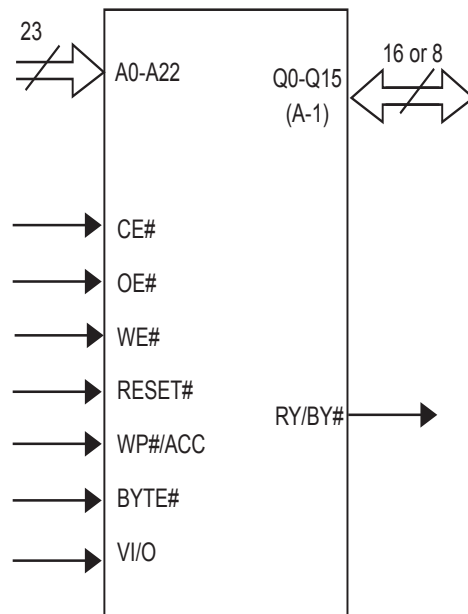 23
16 or 8
A0-A22
Q0-Q15
(A-1)
CE#
OE#
WE#
RESET#
RY/BY#
WP#/ACC
BYTE#
VI/O